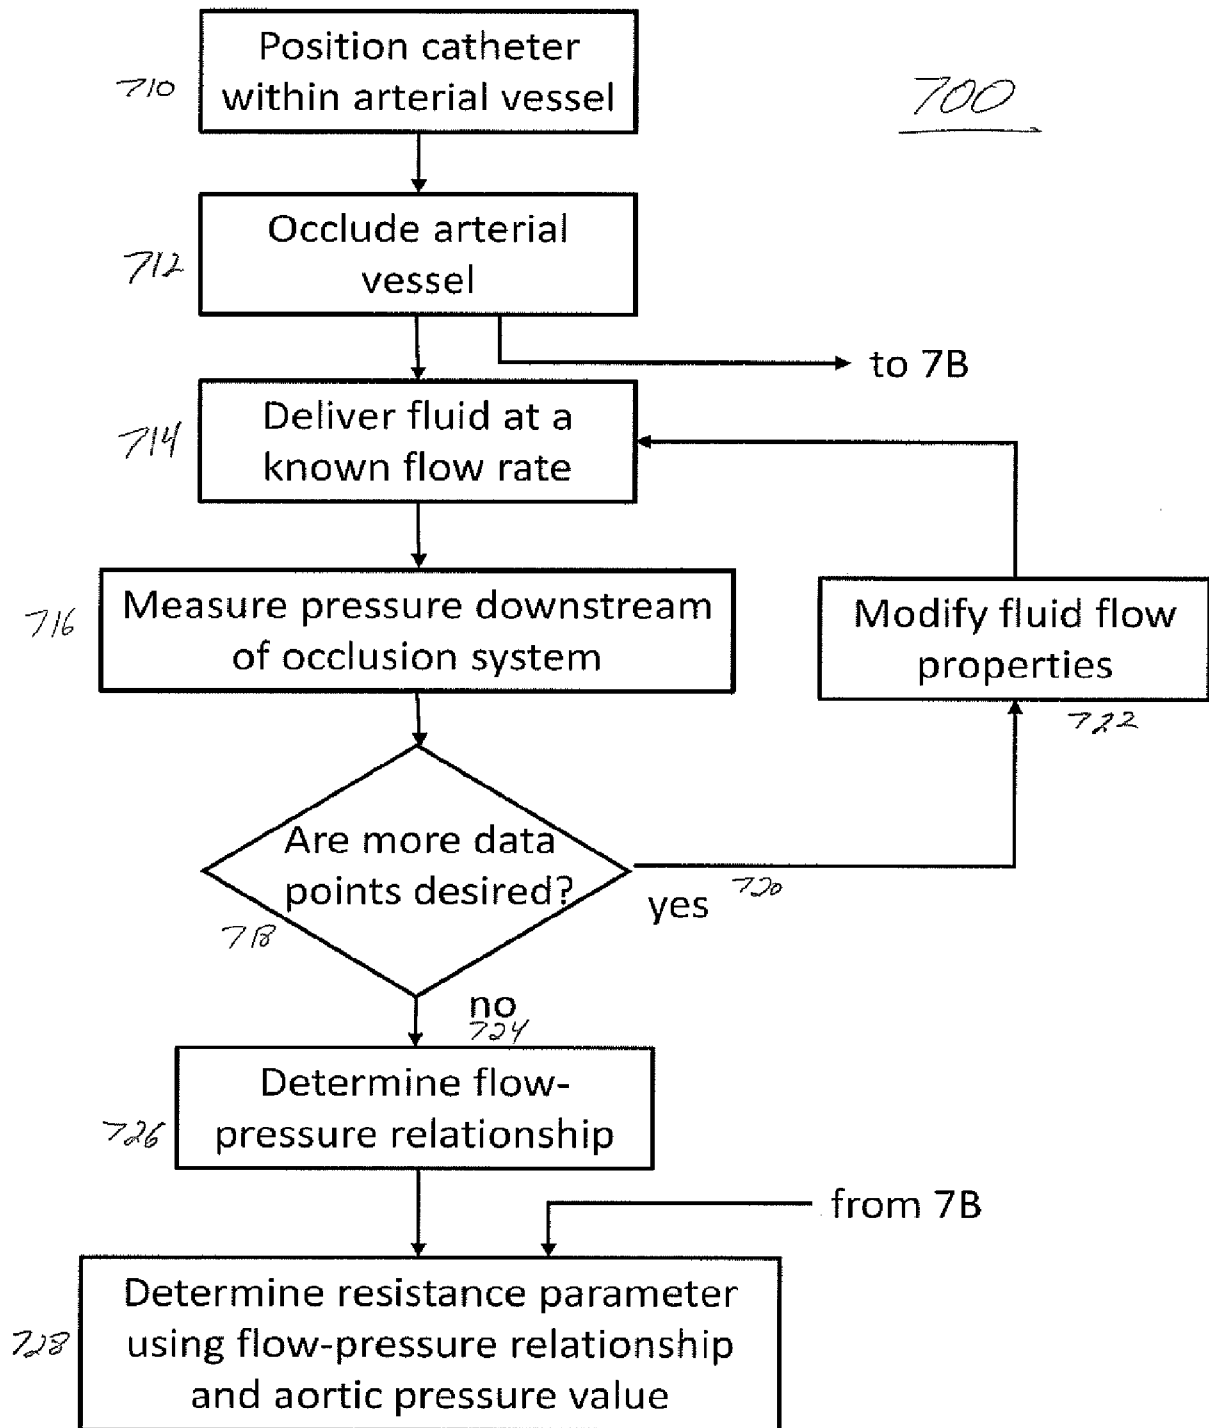 Position catheter
within arterial vessel
710
700
Occlude arterial
vessel
712
to 7B
Deliver fluid at a
known flow rate
714
Measure pressure downstream
of occlusion system
716
Modify fluid flow
properties
722
Are more data
points desired?
718
yes
720
no
724
Determine flow-
pressure relationship
726
from 7B
Determine resistance parameter
using flow-pressure relationship
and aortic pressure value
728